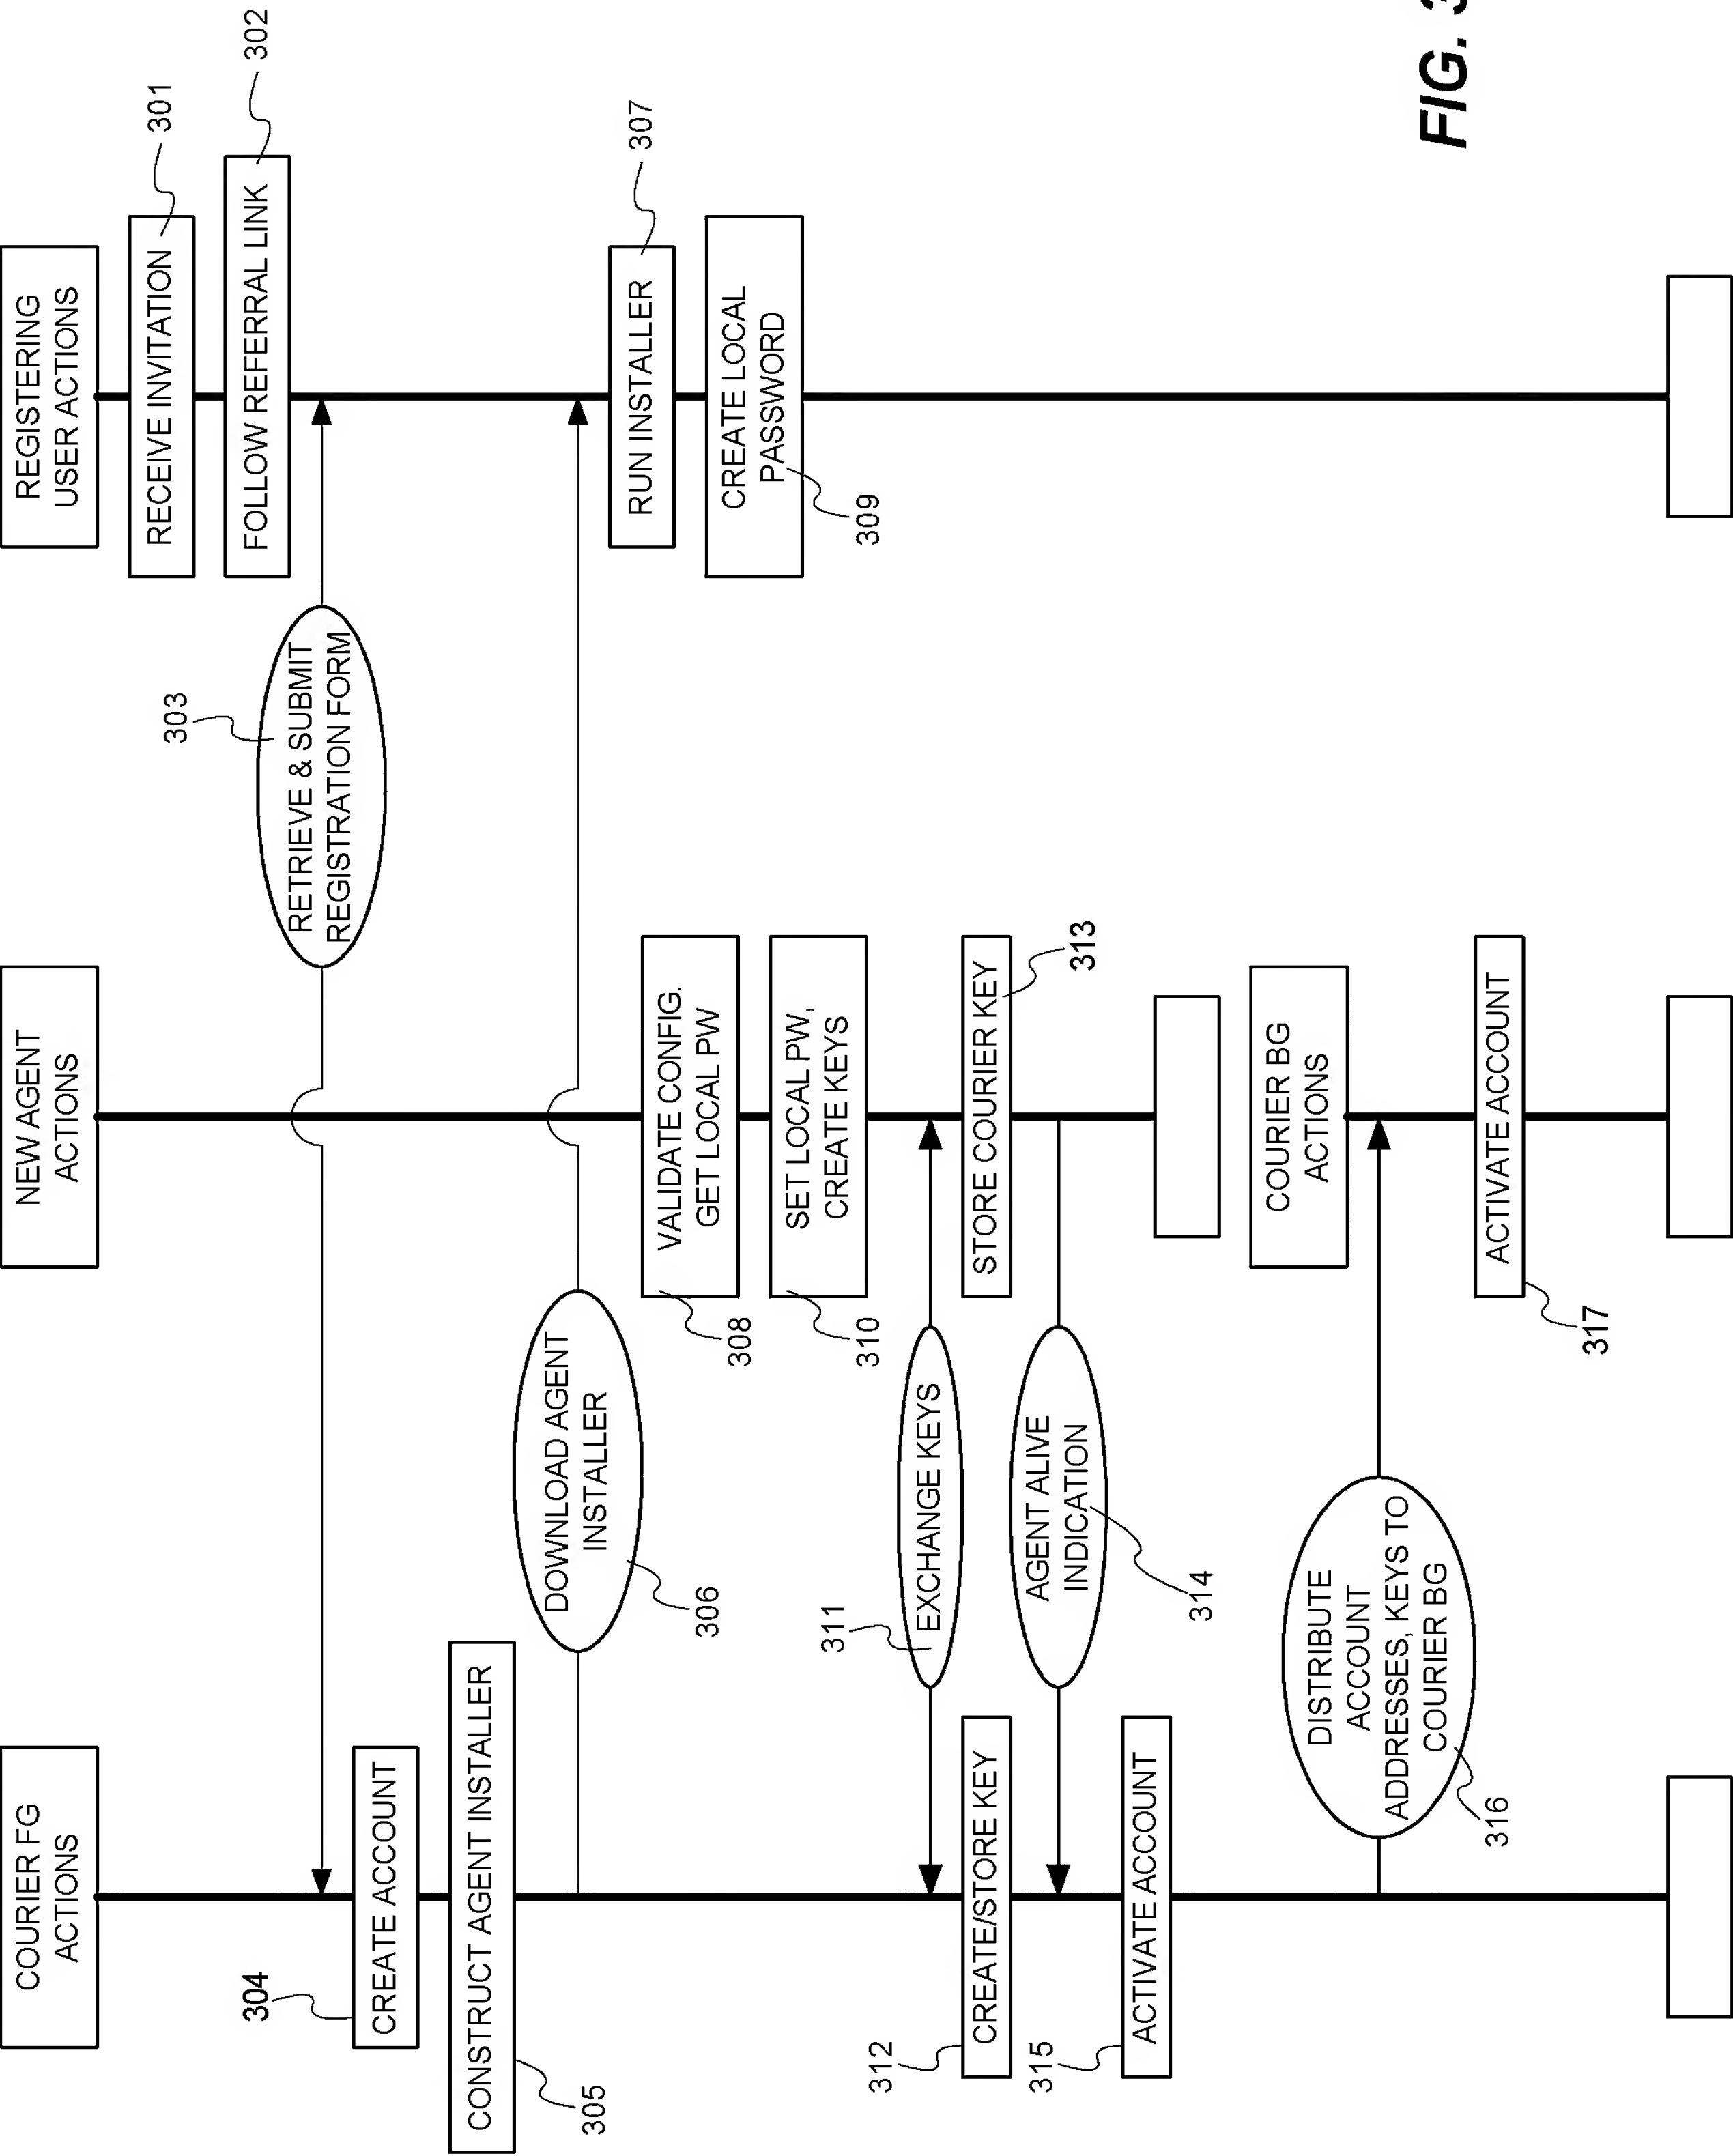 COURIER FG
ACTIONS
NEW AGENT
ACTIONS
REGISTERING
USER ACTIONS
RECEIVE INVITATION
301
FOLLOW REFERRAL LINK
302
303
RETRIEVE & SUBMIT
REGISTRATION FORM
304
CREATE ACCOUNT
CONSTRUCT AGENT INSTALLER
305
DOWNLOAD AGENT
INSTALLER
306
RUN INSTALLER
307
VALIDATE CONFIG.
GET LOCAL PW
308
CREATE LOCAL
PASSWORD
309
SET LOCAL PW,
CREATE KEYS
310
311
EXCHANGE KEYS
312
CREATE/STORE KEY
STORE COURIER KEY
313
AGENT ALIVE
INDICATION
314
315
ACTIVATE ACCOUNT
COURIER BG
ACTIONS
DISTRIBUTE
ACCOUNT
ADDRESSES, KEYS TO
COURIER BG
316
ACTIVATE ACCOUNT
317
FIG. 3